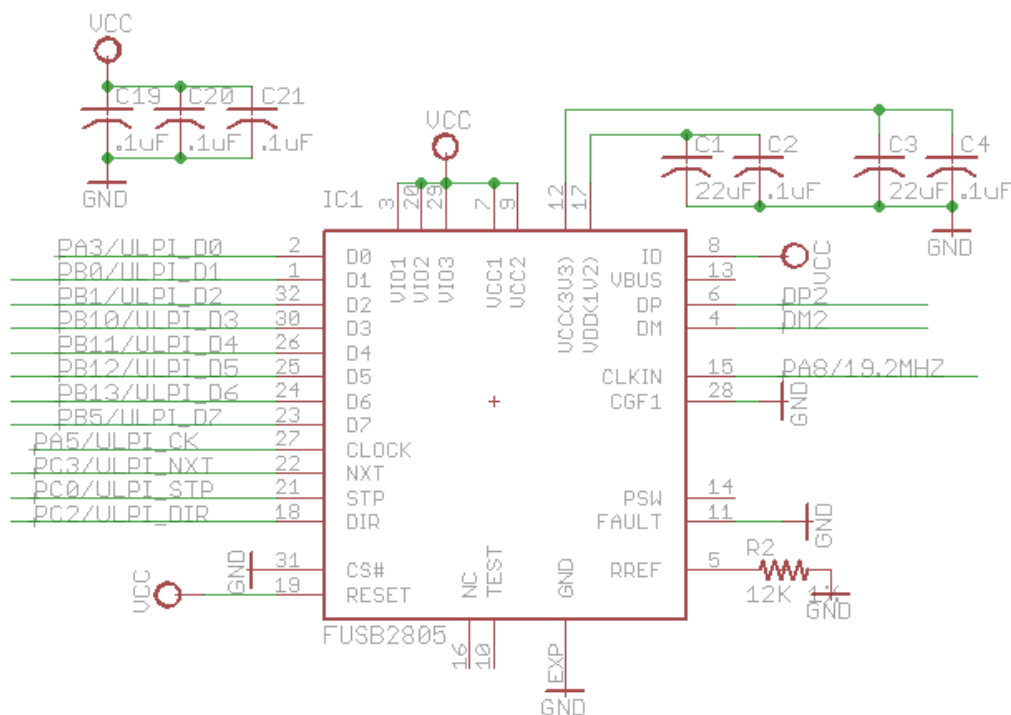 VCC
C19 C20 C21
.1uF .1uF .1uF
GND
VCC
C1 C2 C3 C4
22uF .1uF 22uF .1uF
GND
IC1
3 20 29 7 9 12 17
VIO1 VIO2 VIO3 VCC1 VCC2 VCC(3V3) VDD(1V2)
PA3/ULPI_D0 2 D0
PB0/ULPI_D1 1 D1
PB1/ULPI_D2 32 D2
PB10/ULPI_D3 30 D3
PB11/ULPI_D4 26 D4
PB12/ULPI_D5 25 D5
PB13/ULPI_D6 24 D6
PB5/ULPI_D7 23 D7
PA5/ULPI_CK 27 CLOCK
PC3/ULPI_NXT 22 NXT
PC0/ULPI_STP 21 STP
PC2/ULPI_DIR 18 DIR
GND 31 CS#
VCC 19 RESET
ID 8 VCC
VBUS 13
DP 6 DP2
DM 4 DM2
CLKIN 15 PA8/19.2MHZ
CGF1 28 GND
PSW 14
FAULT 11 GND
RREF 5 R2
12K 1%
GND
NC TEST GND
FUSB2805
16 10 EXP
GND